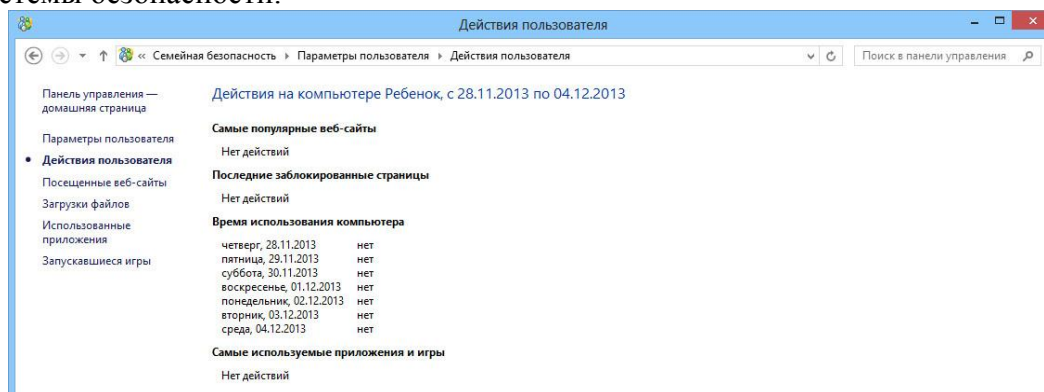 стемы безопасности.
Действия пользователя
« Семейная безопасность ▸ Параметры пользователя ▸ Действия пользователя
Поиск в панели управления
Панель управления —
домашняя страница
Параметры пользователя
• Действия пользователя
Посещенные веб-сайты
Загрузки файлов
Использованные
приложения
Запускавшиеся игры
Действия на компьютере Ребенок, с 28.11.2013 по 04.12.2013
Самые популярные веб-сайты
Нет действий
Последние заблокированные страницы
Нет действий
Время использования компьютера
четверг, 28.11.2013 нет
пятница, 29.11.2013 нет
суббота, 30.11.2013 нет
воскресенье, 01.12.2013 нет
понедельник, 02.12.2013 нет
вторник, 03.12.2013 нет
среда, 04.12.2013 нет
Самые используемые приложения и игры
Нет действий